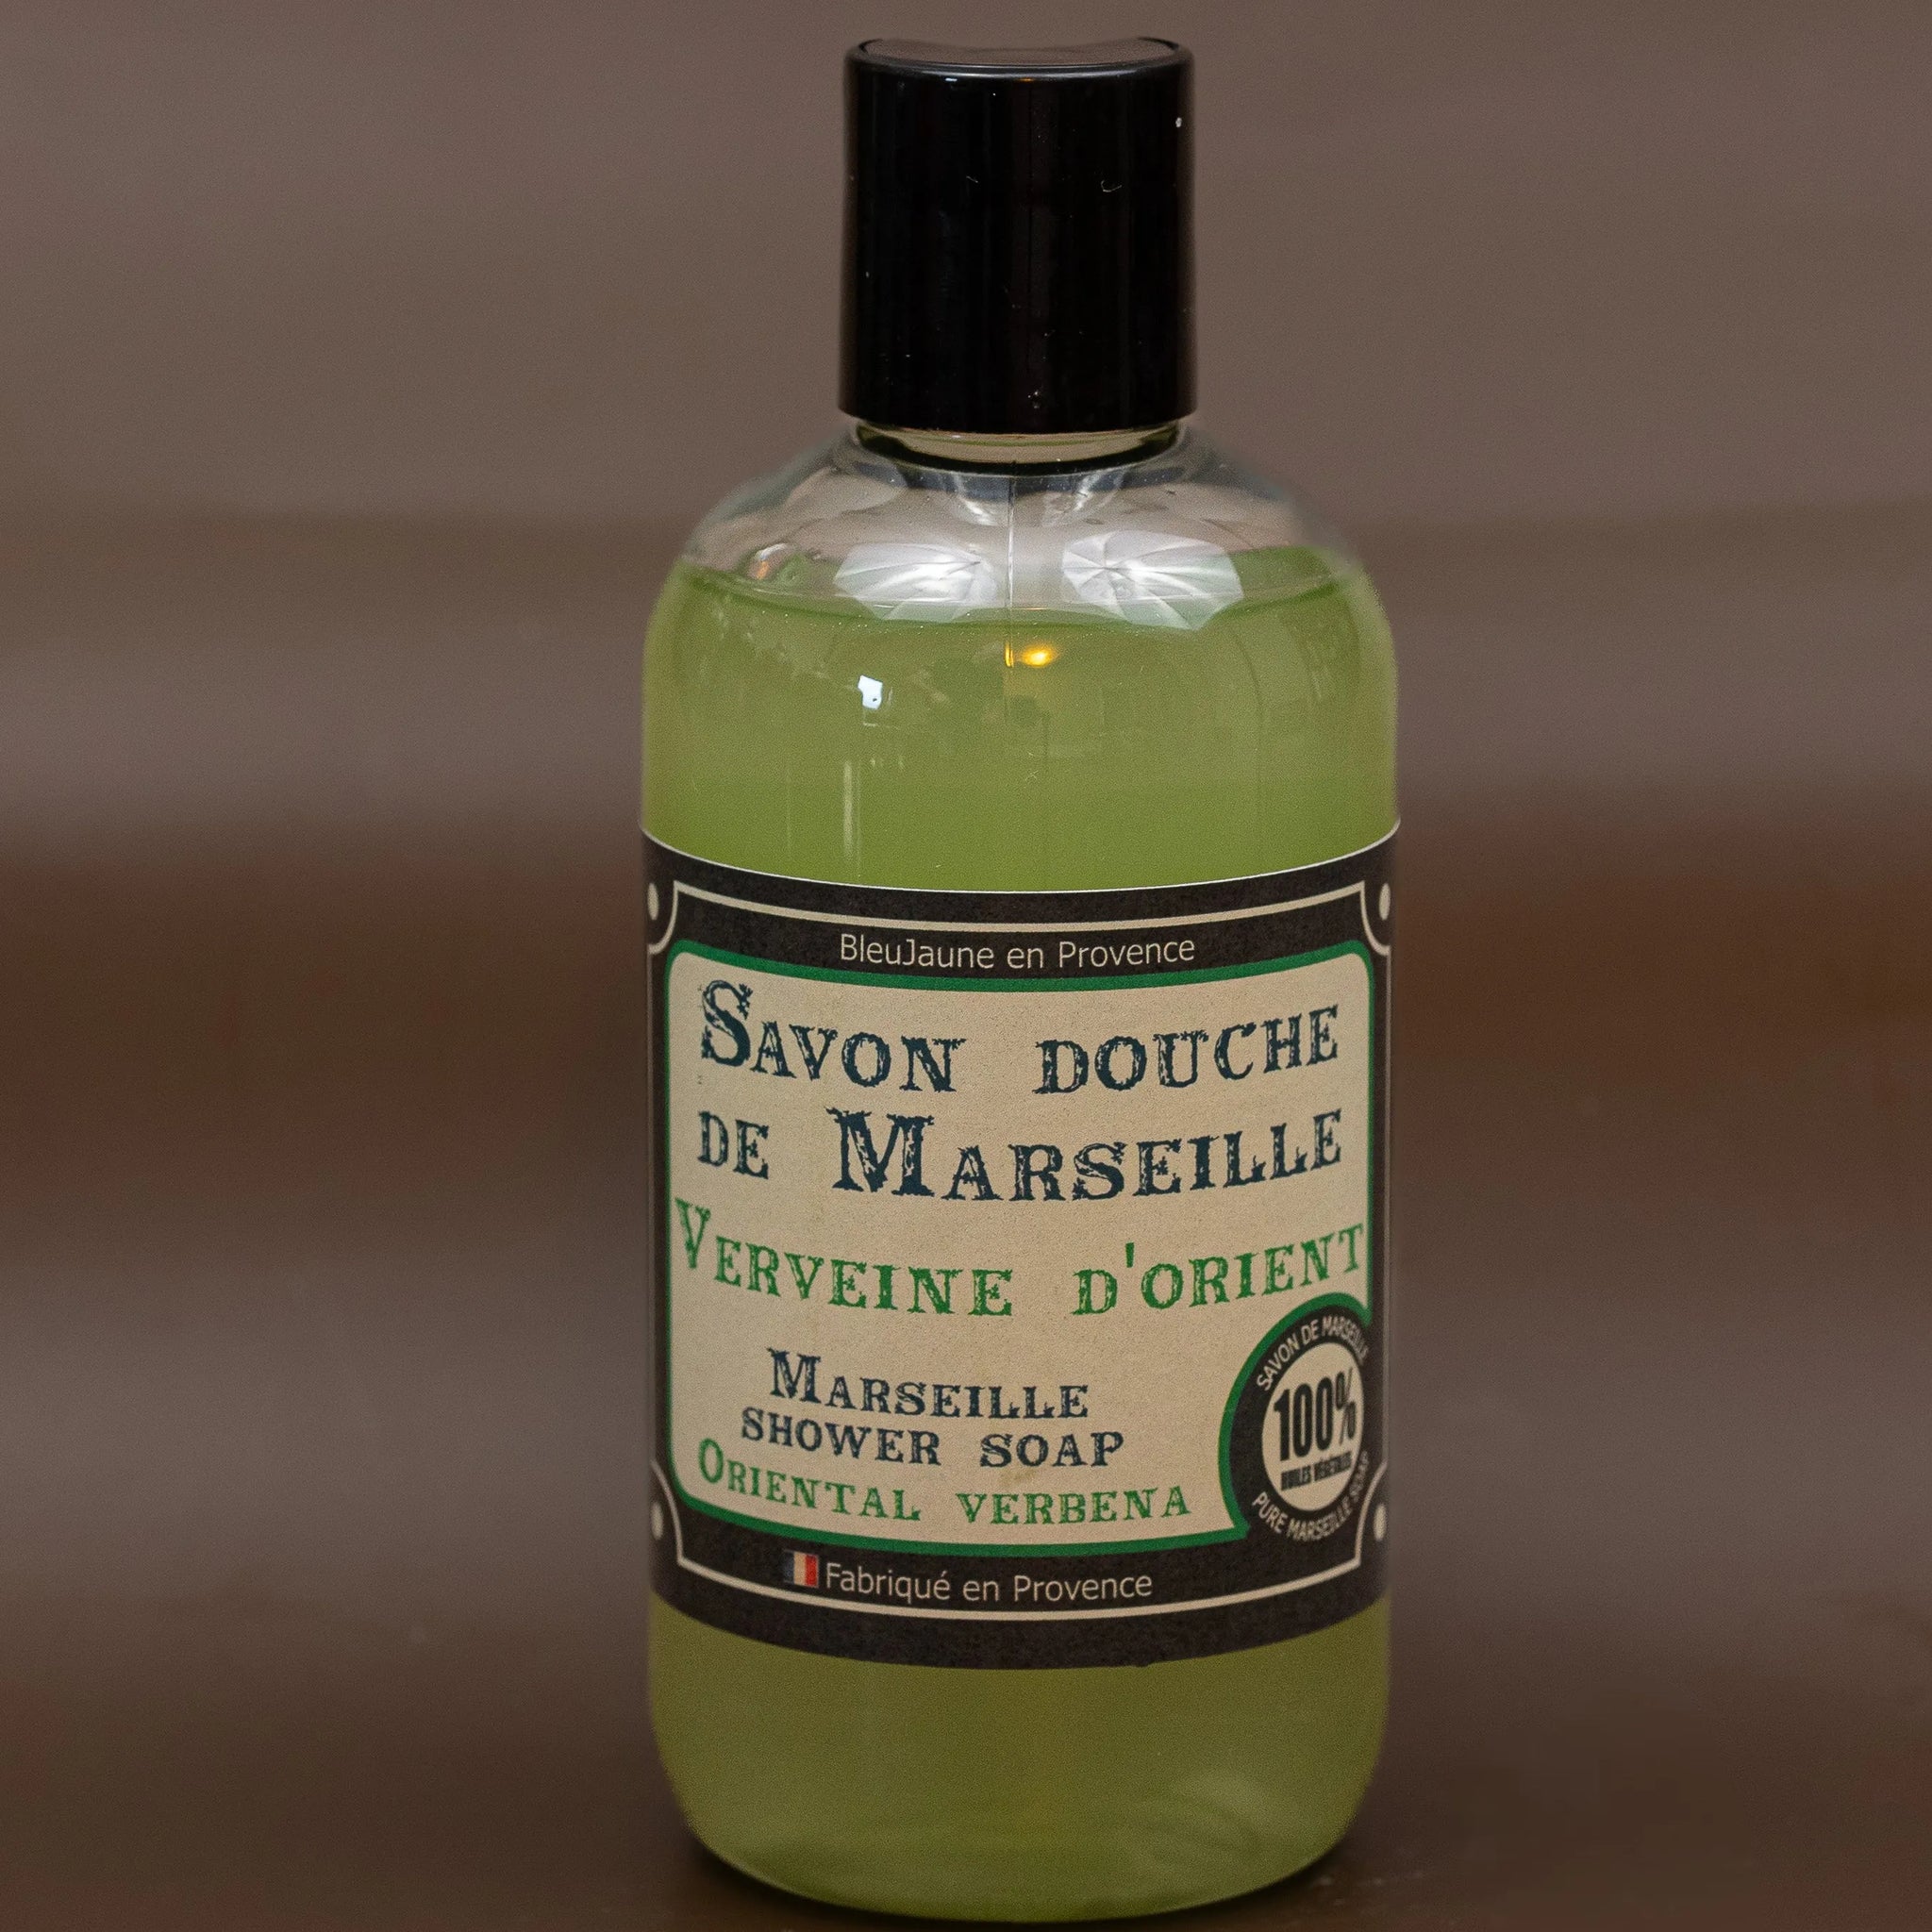 BleuJaune en Provence
Savon douche
de Marseille
Verveine d'orient
Marseille
shower soap
Oriental verbena
SAVON DE MARSEILLE
100%
HUILES VÉGÉTALES
PURE MARSEILLE SOAP
Fabriqué en Provence